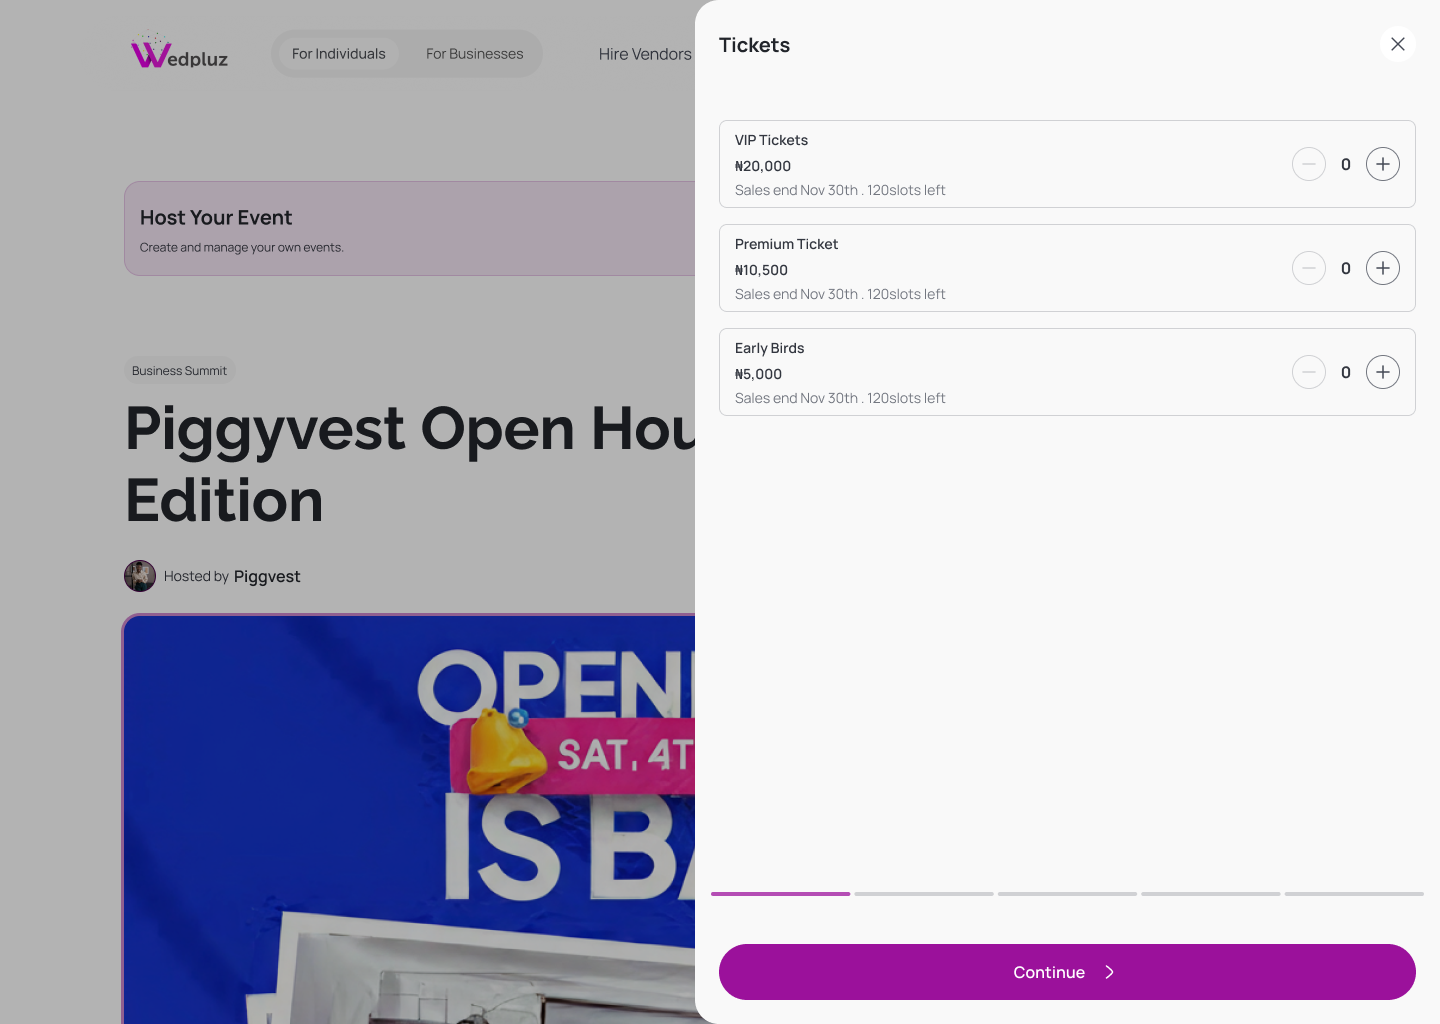 Wedpluz
For Individuals
For Businesses
Hire Vendors
Host Your Event
Create and manage your own events.
Business Summit
Piggyvest Open Hou
Edition
Hosted by Piggvest
OPEN
SAT, 4T
IS BA
Tickets
VIP Tickets
₦20,000
Sales end Nov 30th . 120slots left
0
Premium Ticket
₦10,500
Sales end Nov 30th . 120slots left
0
Early Birds
₦5,000
Sales end Nov 30th . 120slots left
0
Continue